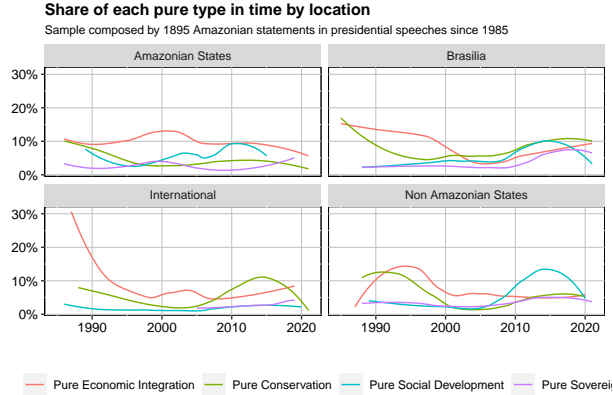 Share of each pure type in time by location
Sample composed by 1895 Amazonian statements in presidential speeches since 1985
Amazonian States
Brasilia
30%
20%
10%
0%
International
Non Amazonian States
30%
20%
10%
0%
1990 2000 2010 2020
1990 2000 2010 2020
Pure Economic Integration Pure Conservation Pure Social Development Pure Soverei